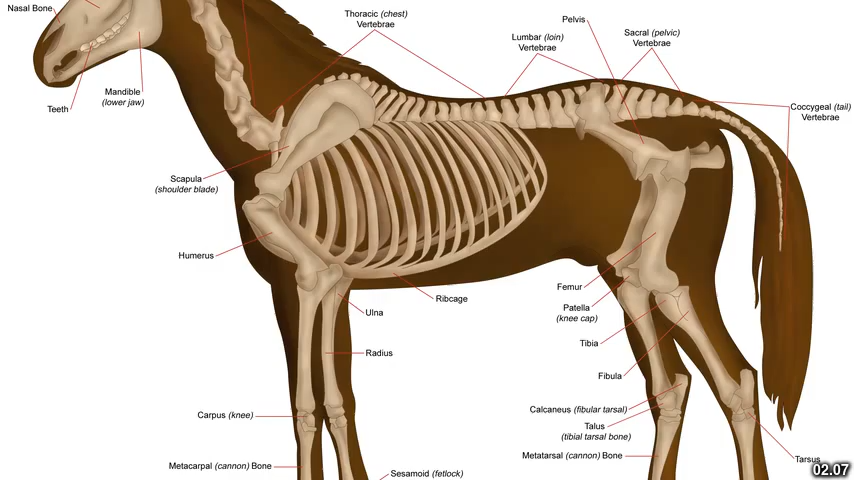 Nasal Bone
Thoracic (chest)
Vertebrae
Pelvis
Lumbar (loin)
Vertebrae
Sacral (pelvic)
Vertebrae
Teeth
Mandible
(lower jaw)
Coccygeal (tail)
Vertebrae
Scapula
(shoulder blade)
Humerus
Ribcage
Ulna
Radius
Femur
Patella
(knee cap)
Tibia
Fibula
Carpus (knee)
Calcaneus (fibular tarsal)
Talus
(tibial tarsal bone)
Metatarsal (cannon) Bone
Tarsus
Metacarpal (cannon) Bone
Sesamoid (fetlock)
02.07